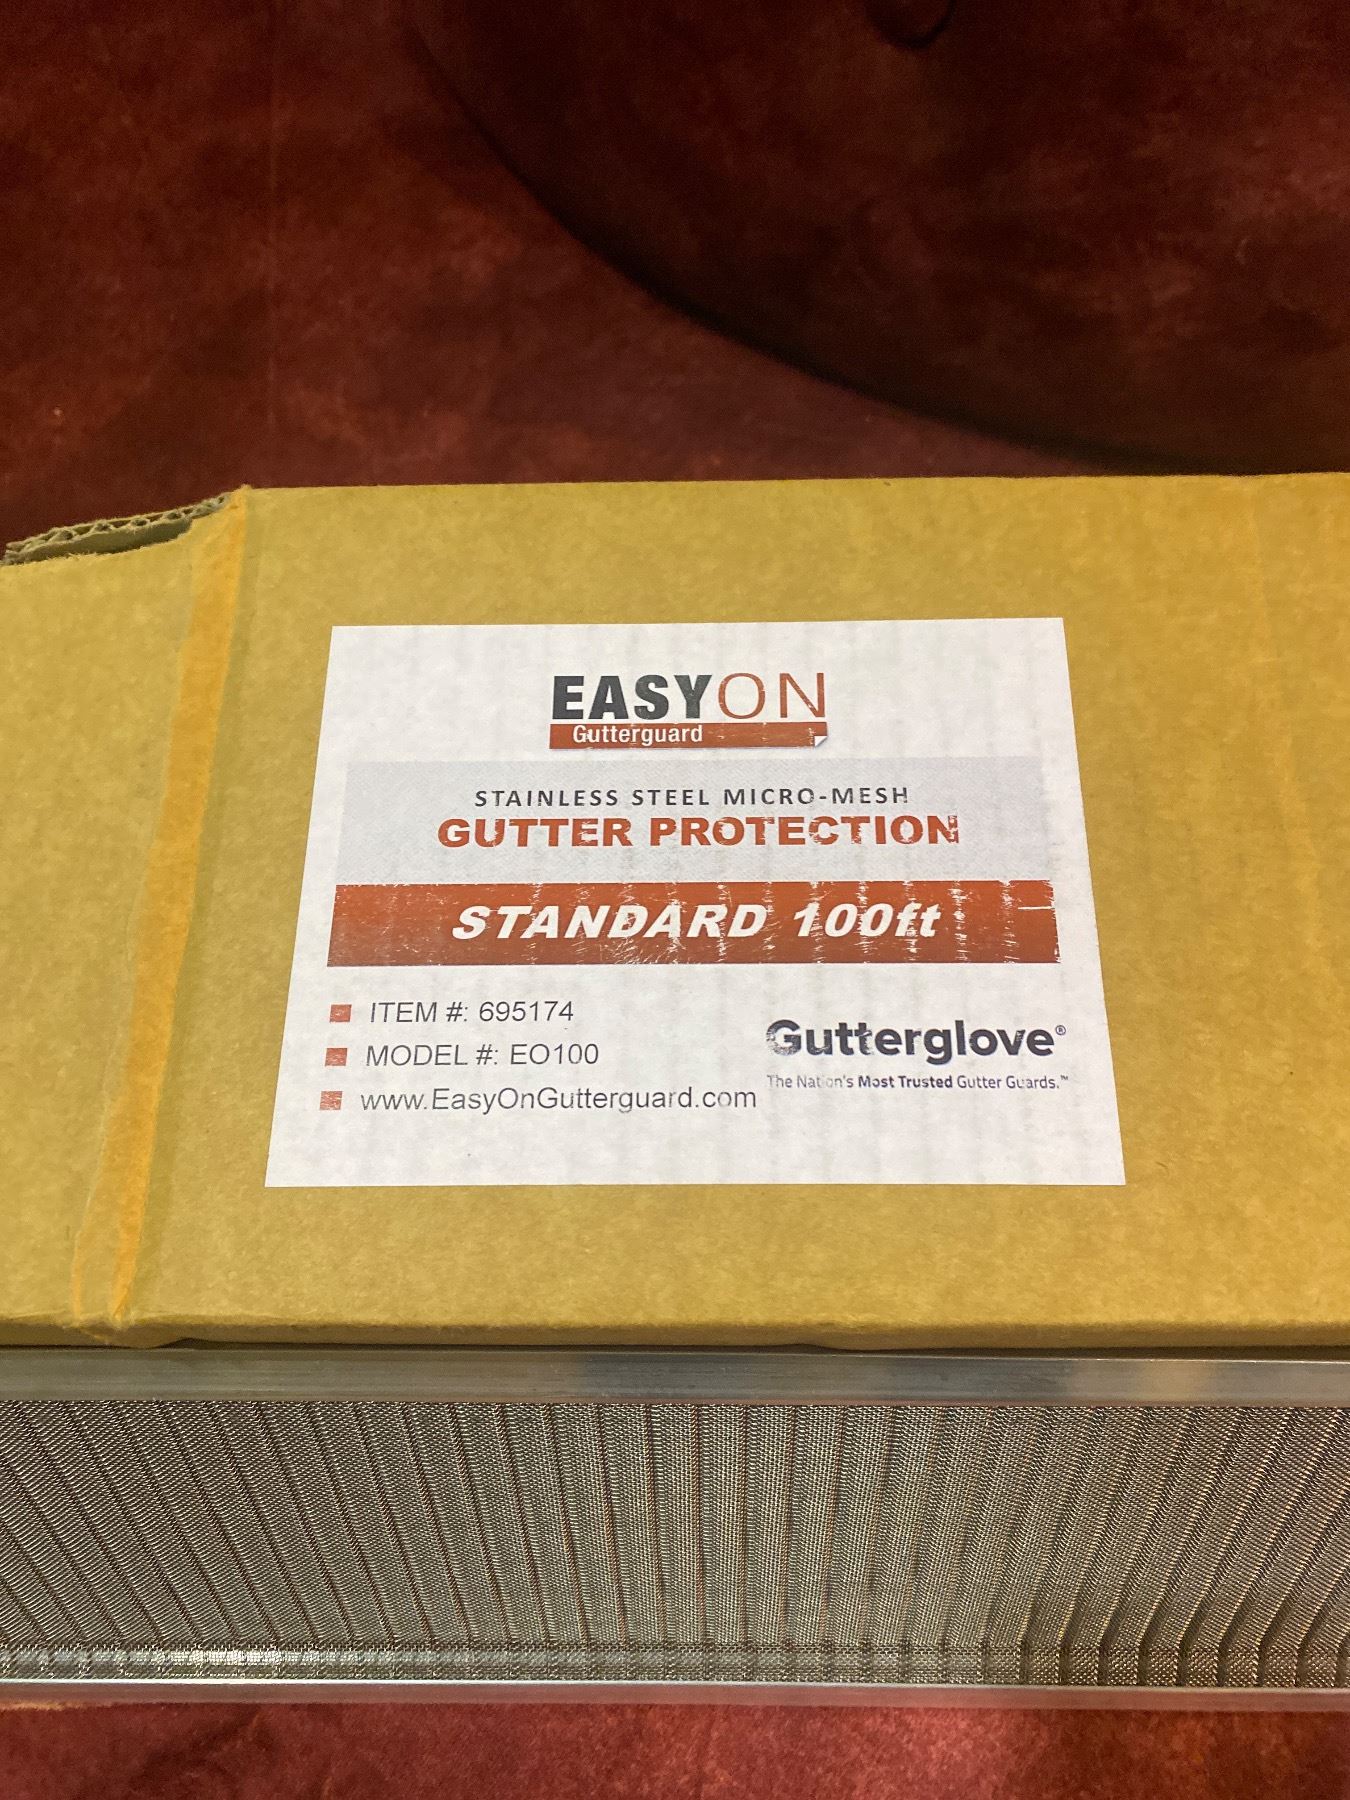 EASYON
Gutterguard
STAINLESS STEEL MICRO-MESH
GUTTER PROTECTION
STANDARD 100ft
ITEM #: 695174
MODEL #: EO100
www.EasyOnGutterguard.com
Gutterglove®
The Nation's Most Trusted Gutter Guards.™